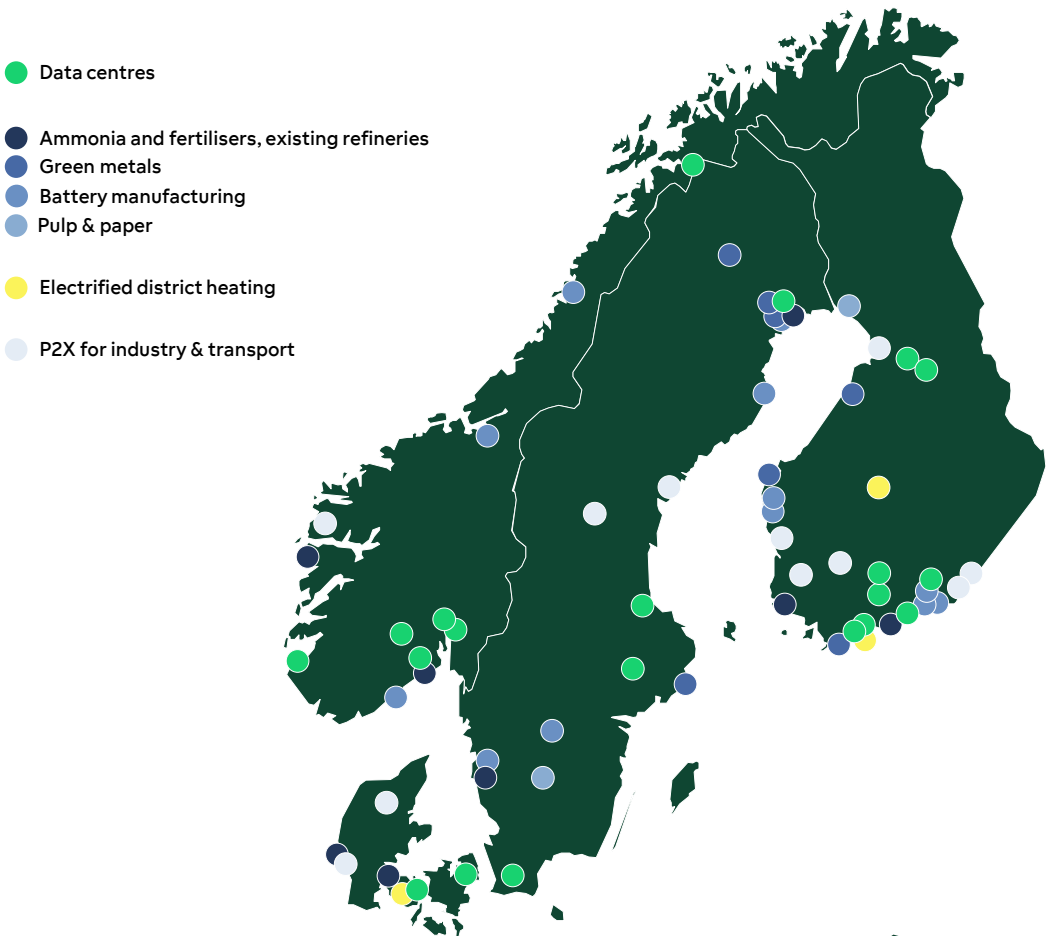 Data centres
Ammonia and fertilisers, existing refineries
Green metals
Battery manufacturing
Pulp & paper
Electrified district heating
P2X for industry & transport